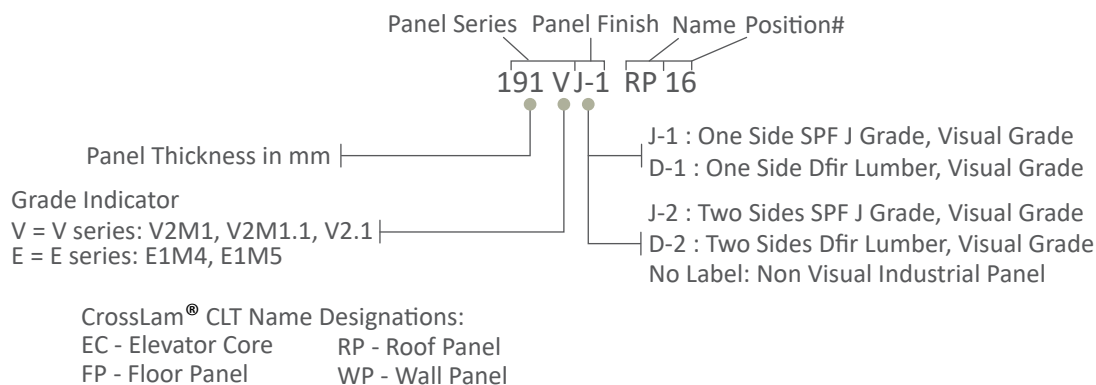 Panel Series Panel Finish Name Position#
191 V J-1 RP 16
J-1 : One Side SPF J Grade, Visual Grade
Panel Thickness in mm
D-1 : One Side Dfir Lumber, Visual Grade
Grade Indicator
V = V series: V2M1, V2M1.1, V2.1
E = E series: E1M4, E1M5
J-2 : Two Sides SPF J Grade, Visual Grade
D-2 : Two Sides Dfir Lumber, Visual Grade
No Label: Non Visual Industrial Panel
CrossLam® CLT Name Designations:
EC - Elevator Core RP - Roof Panel
FP - Floor Panel WP - Wall Panel